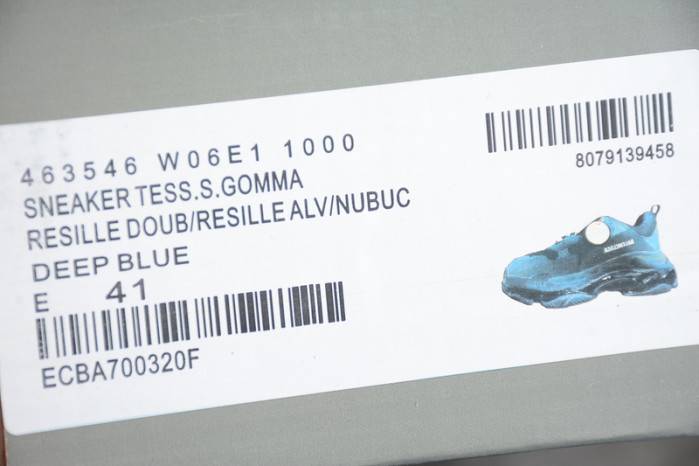 463546 W06E1 1000
SNEAKER TESS.S.GOMMA
RESILLE DOUB/RESILLE ALV/NUBUC
DEEP BLUE
E 41
ECBA700320F
8079139458